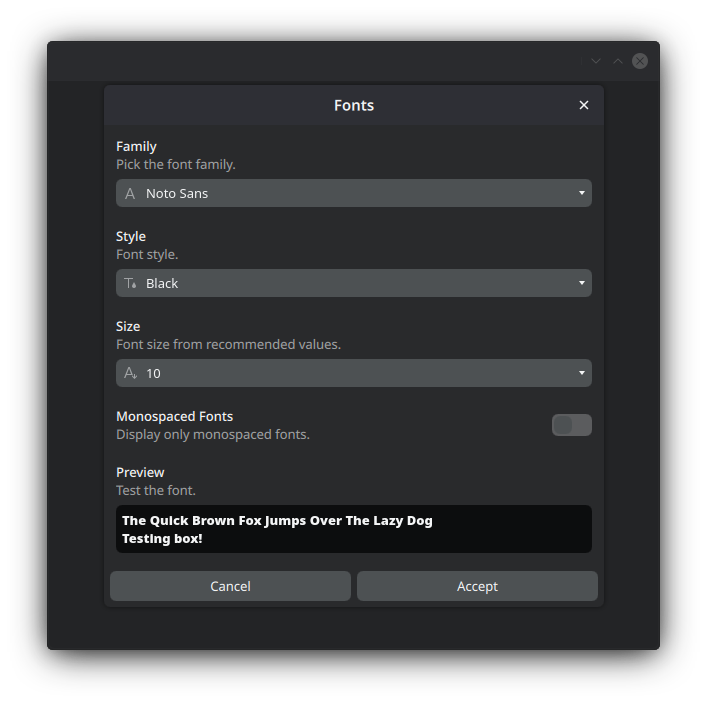 Fonts
Family
Pick the font family.
Noto Sans
Style
Font style.
Black
Size
Font size from recommended values.
10
Monospaced Fonts
Display only monospaced fonts.
Preview
Test the font.
The Quick Brown Fox Jumps Over The Lazy Dog
Testing box!
Cancel
Accept